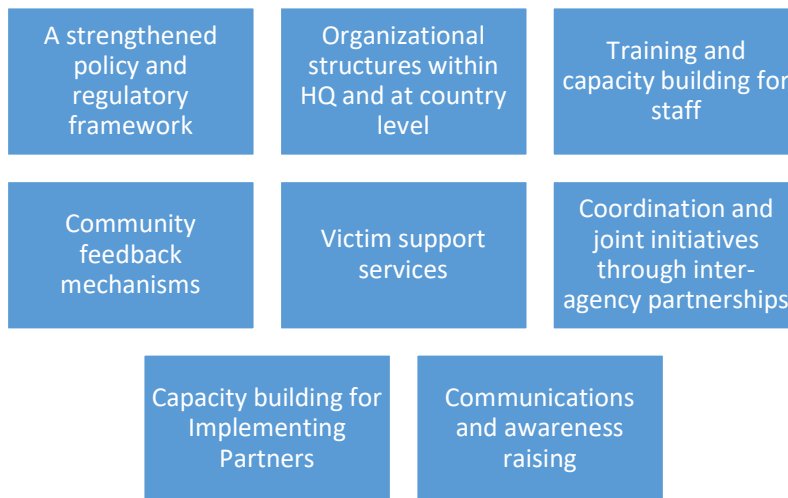 A strengthened
policy and
regulatory
framework
Organizational
structures within
HQ and at country
level
Training and
capacity building for
staff
Community
feedback
mechanisms
Victim support
services
Coordination and
joint initiatives
through inter-
agency partnerships
Capacity building for
Implementing
Partners
Communications
and awareness
raising